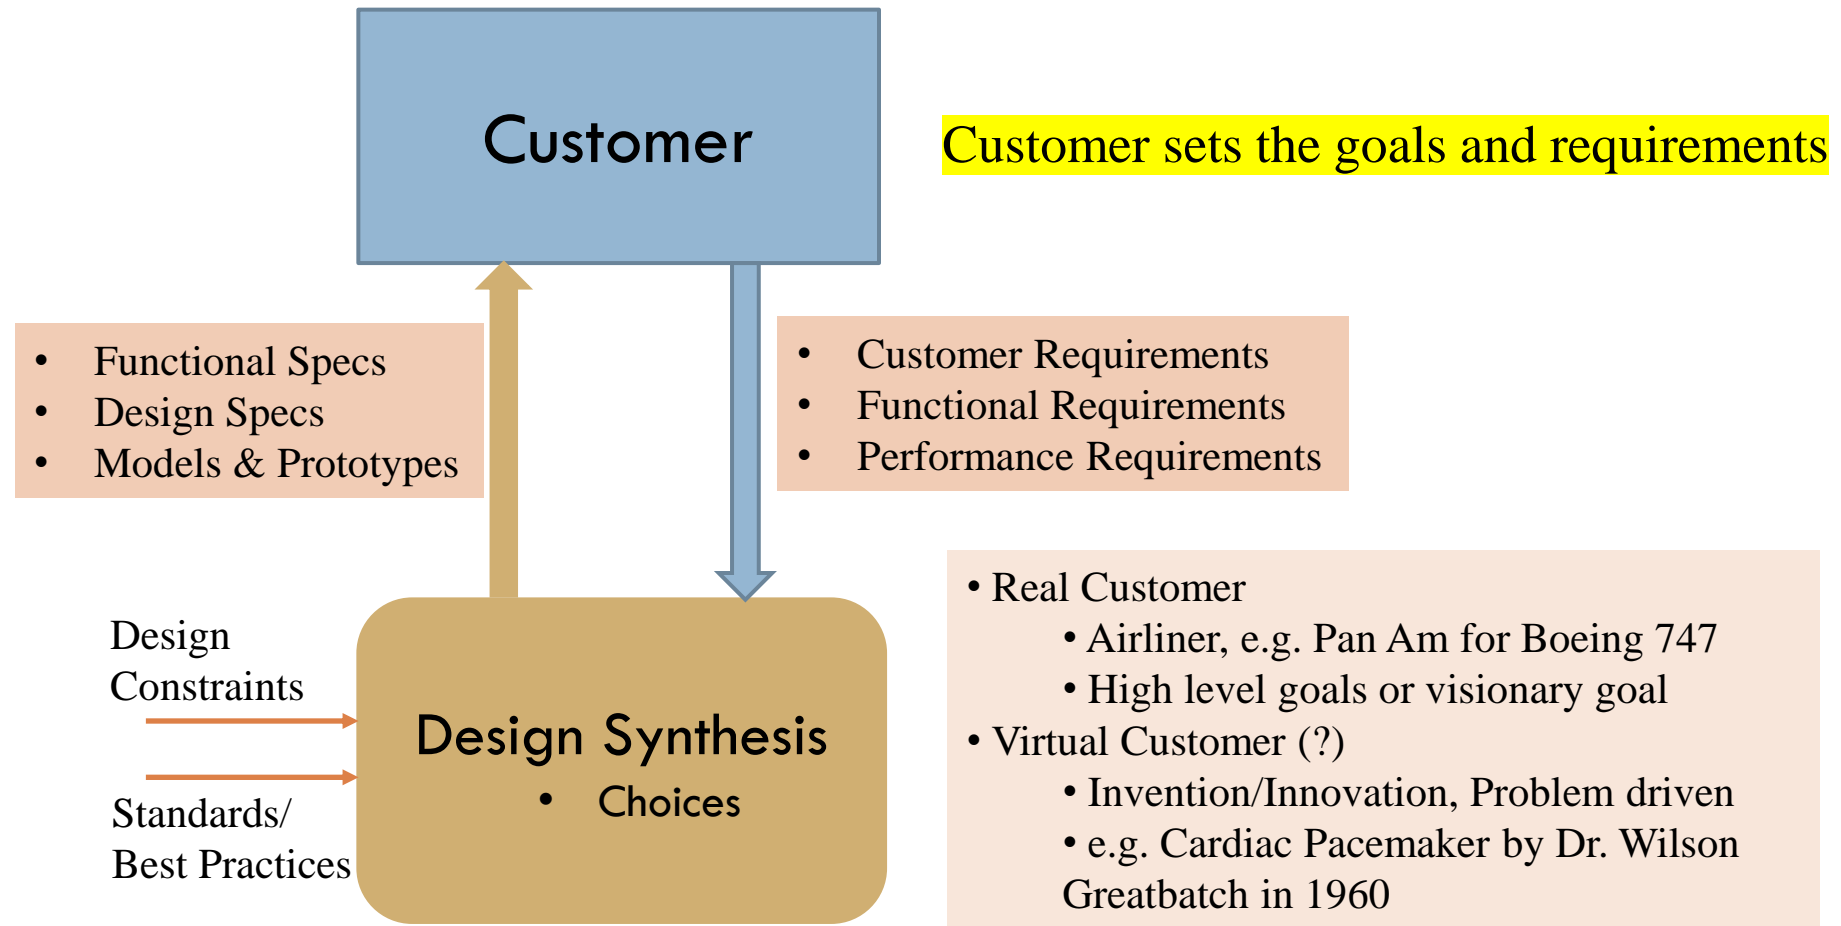 Customer
Customer sets the goals and requirements
• Functional Specs
• Design Specs
• Models & Prototypes
• Customer Requirements
• Functional Requirements
• Performance Requirements
Design
Constraints
Standards/
Best Practices
Design Synthesis
• Choices
• Real Customer
• Airliner, e.g. Pan Am for Boeing 747
• High level goals or visionary goal
• Virtual Customer (?)
• Invention/Innovation, Problem driven
• e.g. Cardiac Pacemaker by Dr. Wilson
Greatbatch in 1960